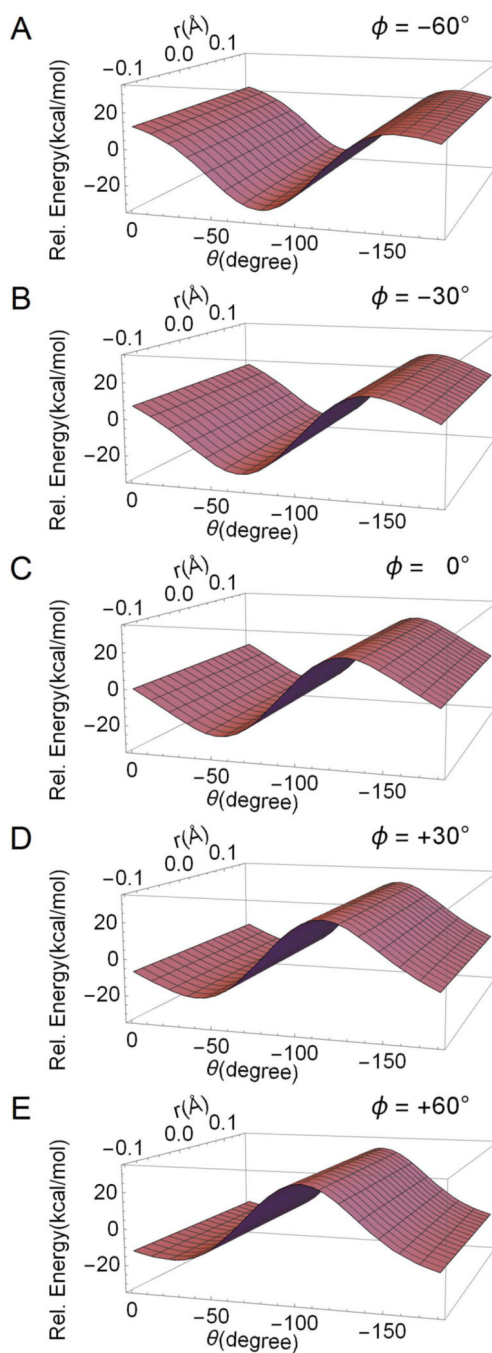 A
r(Å)
ϕ = −60°
−0.1 0.0 0.1
Rel. Energy(kcal/mol)
20
0
−20
0 −50 −100 −150
θ(degree)
B
r(Å)
ϕ = −30°
−0.1 0.0 0.1
Rel. Energy(kcal/mol)
20
0
−20
0 −50 −100 −150
θ(degree)
C
r(Å)
ϕ = 0°
−0.1 0.0 0.1
Rel. Energy(kcal/mol)
20
0
−20
0 −50 −100 −150
θ(degree)
D
r(Å)
ϕ = +30°
−0.1 0.0 0.1
Rel. Energy(kcal/mol)
20
0
−20
0 −50 −100 −150
θ(degree)
E
r(Å)
ϕ = +60°
−0.1 0.0 0.1
Rel. Energy(kcal/mol)
20
0
−20
0 −50 −100 −150
θ(degree)